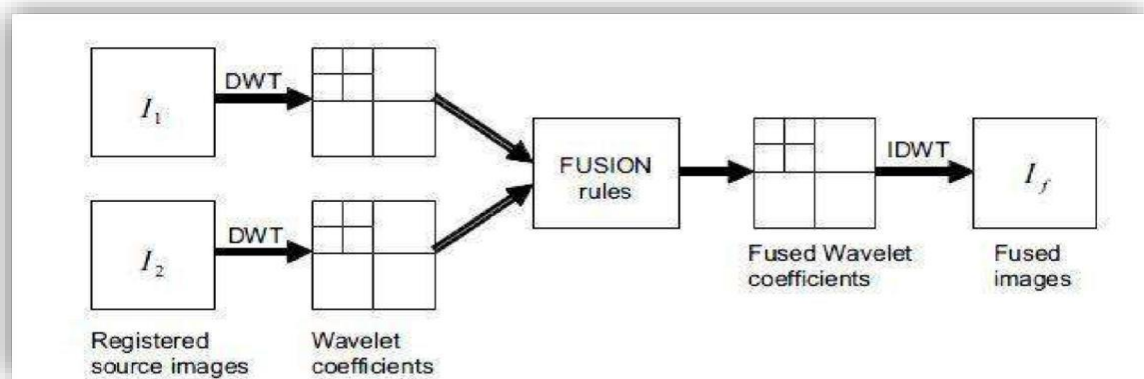 I1
DWT
I2
DWT
Registered
source images
Wavelet
coefficients
FUSION
rules
Fused Wavelet
coefficients
IDWT
If
Fused
images